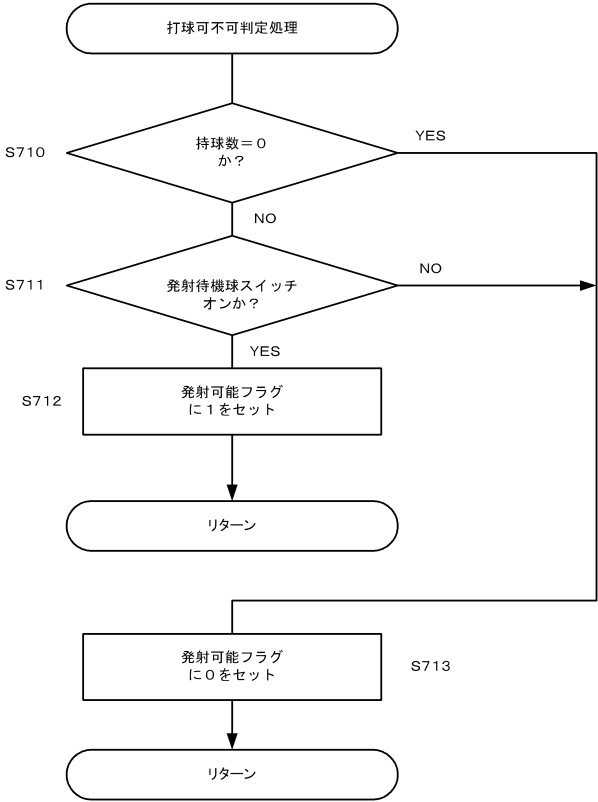 打球可不可判定処理
S710
持球数＝０
か？
YES
NO
S711
発射待機球スイッチ
オンか？
NO
YES
S712
発射可能フラグ
に１をセット
リターン
発射可能フラグ
に０をセット
S713
リターン